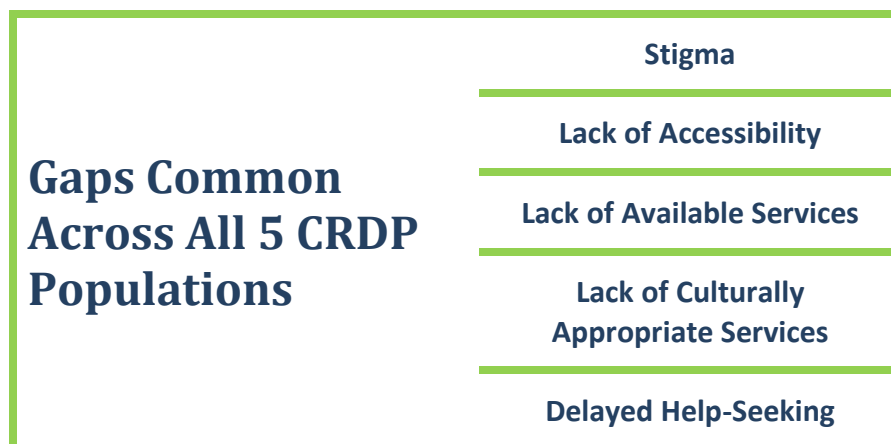 Gaps Common
Across All 5 CRDP
Populations
Stigma
Lack of Accessibility
Lack of Available Services
Lack of Culturally
Appropriate Services
Delayed Help-Seeking